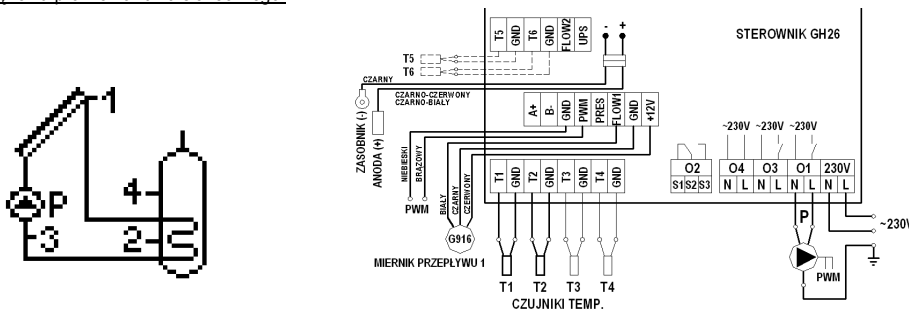 STEROWNIK GH26
T5 GND T6 GND FLOW2 UPS
- +
T5
T6
CZARNY
CZARNO-CZERWONY
CZARNO-BIAŁY
ZASOBNIK (-)
ANODA (+)
A+ B- GND PWM PRES FLOW1 GND +12V
NIEBIESKI
BRĄZOWY
BIAŁY
CZARNY
CZERWONY
PWM
G916
MIERNIK PRZEPŁYWU 1
T1 GND T2 GND T3 GND T4 GND
T1 T2 T3 T4
CZUJNIKI TEMP.
~230V ~230V ~230V
O2 O4 O3 O1 230V
S1 S2 S3 N L N L N L N L
P
~230V
PWM
1
4
P
3 2